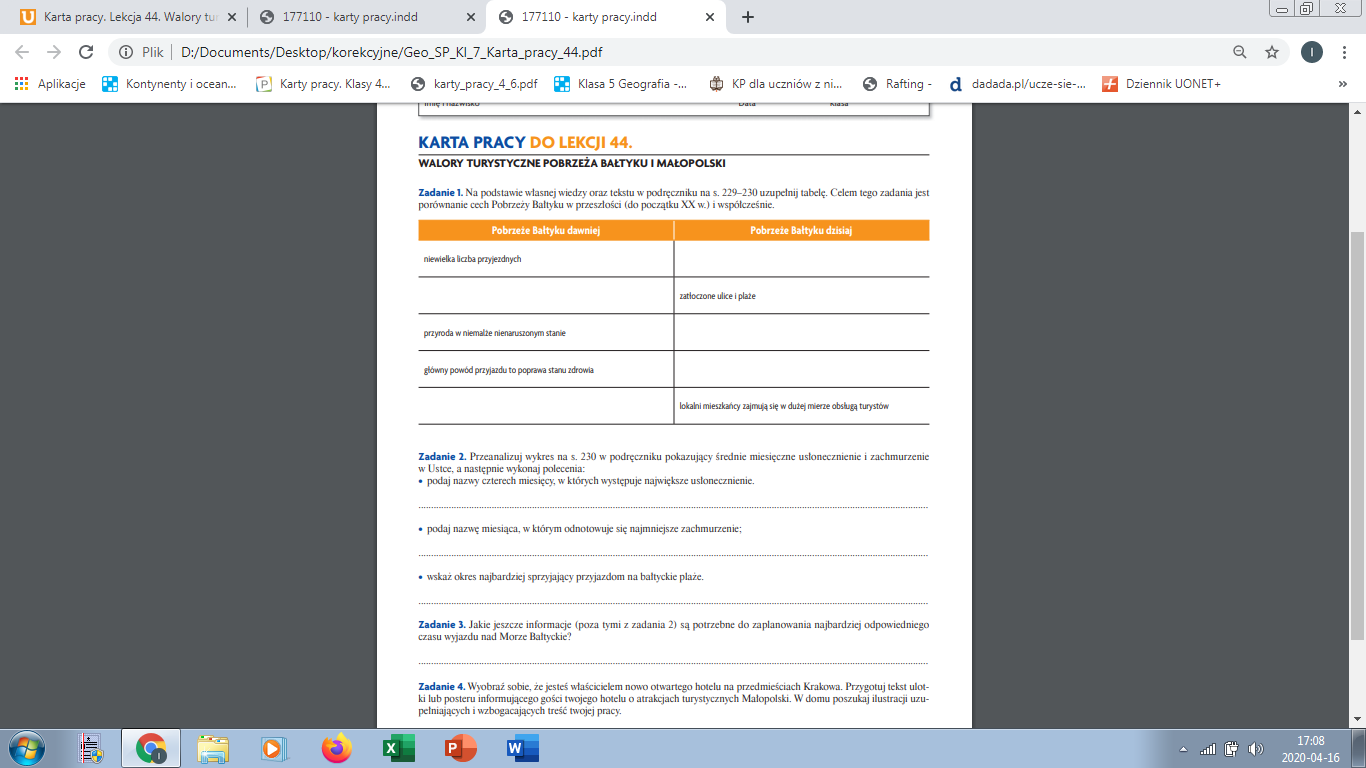 Karta pracy. Lekcja 44. Walory tu
177110 - karty pracy.indd
177110 - karty pracy.indd
Plik
D:/Documents/Desktop/korekcyjne/Geo_SP_Kl_7_Karta_pracy_44.pdf
I
Aplikacje
Kontynenty i ocean...
Karty pracy. Klasy 4...
karty_pracy_4_6.pdf
Klasa 5 Geografia -...
KP dla uczniów z ni...
Rafting -
dadada.pl/ucze-sie-...
Dziennik UONET+
»
Imię i nazwisko
Data
Klasa
KARTA PRACY DO LEKCJI 44.
WALORY TURYSTYCZNE POBRZEŻA BAŁTYKU I MAŁOPOLSKI
Zadanie 1. Na podstawie własnej wiedzy oraz tekstu w podręczniku na s. 229–230 uzupełnij tabelę. Celem tego zadania jest
porównanie cech Pobrzeży Bałtyku w przeszłości (do początku XX w.) i współcześnie.
Pobrzeże Bałtyku dawniej
Pobrzeże Bałtyku dzisiaj
niewielka liczba przyjezdnych
zatłoczone ulice i plaże
przyroda w niemalże nienaruszonym stanie
główny powód przyjazdu to poprawa stanu zdrowia
lokalni mieszkańcy zajmują się w dużej mierze obsługą turystów
Zadanie 2. Przeanalizuj wykres na s. 230 w podręczniku pokazujący średnie miesięczne usłonecznienie i zachmurzenie
w Ustce, a następnie wykonaj polecenia:
• podaj nazwy czterech miesięcy, w których występuje największe usłonecznienie.
• podaj nazwę miesiąca, w którym odnotowuje się najmniejsze zachmurzenie;
• wskaż okres najbardziej sprzyjający przyjazdom na bałtyckie plaże.
Zadanie 3. Jakie jeszcze informacje (poza tymi z zadania 2) są potrzebne do zaplanowania najbardziej odpowiedniego
czasu wyjazdu nad Morze Bałtyckie?
Zadanie 4. Wyobraź sobie, że jesteś właścicielem nowo otwartego hotelu na przedmieściach Krakowa. Przygotuj tekst ulot-
ki lub posteru informującego gości twojego hotelu o atrakcjach turystycznych Małopolski. W domu poszukaj ilustracji uzu-
pełniających i wzbogacających treść twojej pracy.
17:08
2020-04-16